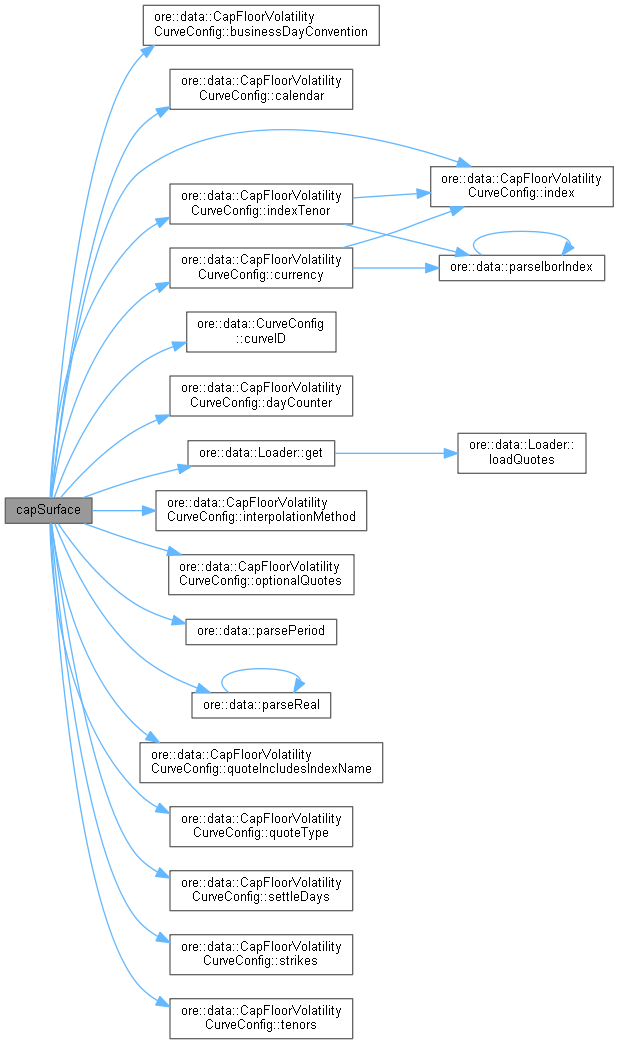 ore::data::CapFloorVolatility
CurveConfig::businessDayConvention
ore::data::CapFloorVolatility
CurveConfig::calendar
ore::data::CapFloorVolatility
CurveConfig::index
ore::data::CapFloorVolatility
CurveConfig::indexTenor
ore::data::CapFloorVolatility
CurveConfig::currency
ore::data::parseIborIndex
ore::data::CurveConfig
::curveID
ore::data::CapFloorVolatility
CurveConfig::dayCounter
ore::data::Loader::get
ore::data::Loader::
loadQuotes
capSurface
ore::data::CapFloorVolatility
CurveConfig::interpolationMethod
ore::data::CapFloorVolatility
CurveConfig::optionalQuotes
ore::data::parsePeriod
ore::data::parseReal
ore::data::CapFloorVolatility
CurveConfig::quoteIncludesIndexName
ore::data::CapFloorVolatility
CurveConfig::quoteType
ore::data::CapFloorVolatility
CurveConfig::settleDays
ore::data::CapFloorVolatility
CurveConfig::strikes
ore::data::CapFloorVolatility
CurveConfig::tenors